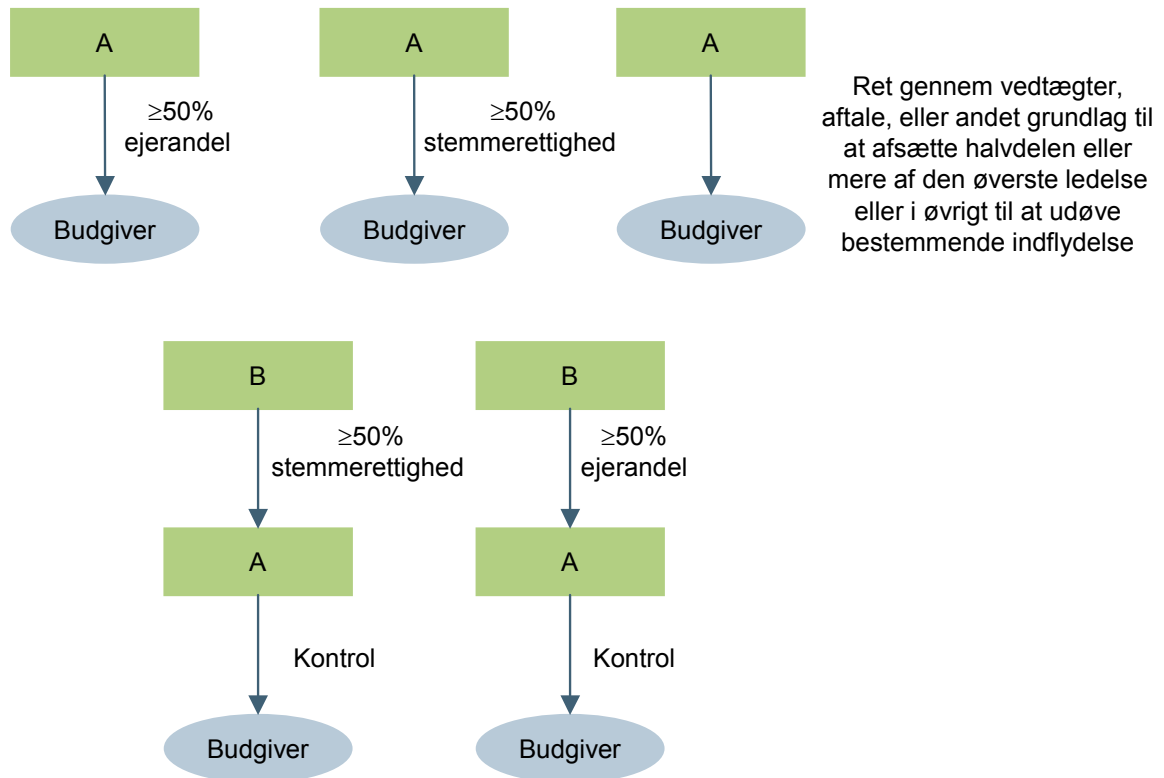 A
A
A
≥50%
ejerandel
≥50%
stemmerettighed
Ret gennem vedtægter,
aftale, eller andet grundlag til
at afsætte halvdelen eller
mere af den øverste ledelse
eller i øvrigt til at udøve
bestemmende indflydelse
Budgiver
Budgiver
Budgiver
B
B
≥50%
stemmerettighed
≥50%
ejerandel
A
A
Kontrol
Kontrol
Budgiver
Budgiver